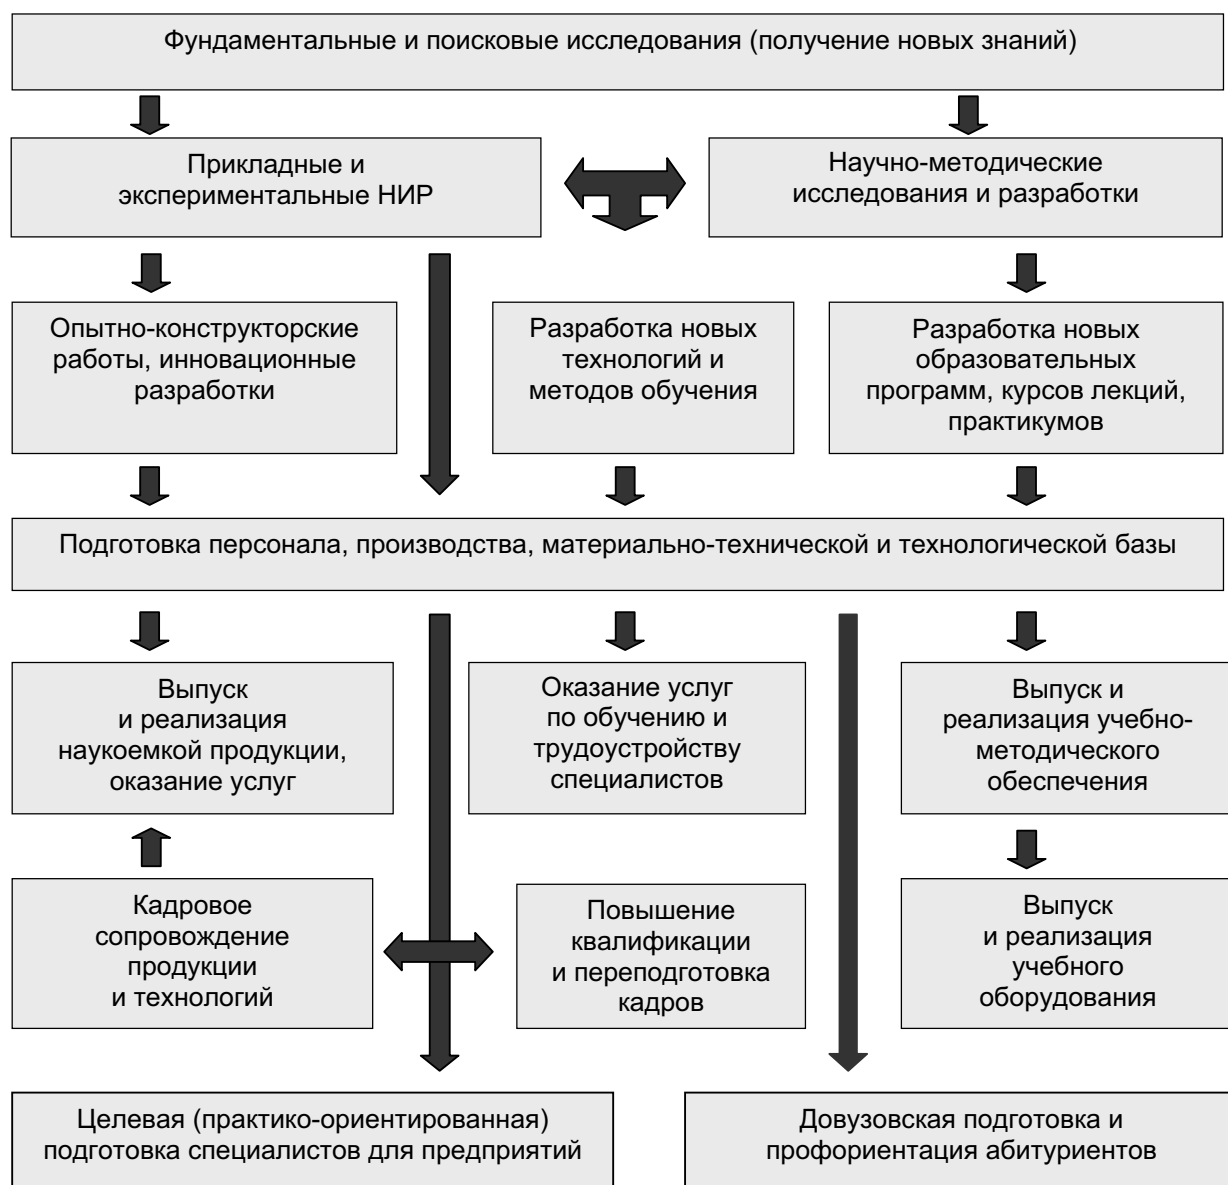 Фундаментальные и поисковые исследования (получение новых знаний)
Прикладные и
экспериментальные НИР
Научно-методические
исследования и разработки
Опытно-конструкторские
работы, инновационные
разработки
Разработка новых
технологий и
методов обучения
Разработка новых
образовательных
программ, курсов лекций,
практикумов
Подготовка персонала, производства, материально-технической и технологической базы
Выпуск
и реализация
наукоемкой продукции,
оказание услуг
Оказание услуг
по обучению и
трудоустройству
специалистов
Выпуск и
реализация учебно-
методического
обеспечения
Кадровое
сопровождение
продукции
и технологий
Повышение
квалификации
и переподготовка
кадров
Выпуск
и реализация
учебного
оборудования
Целевая (практико-ориентированная)
подготовка специалистов для предприятий
Довузовская подготовка и
профориентация абитуриентов